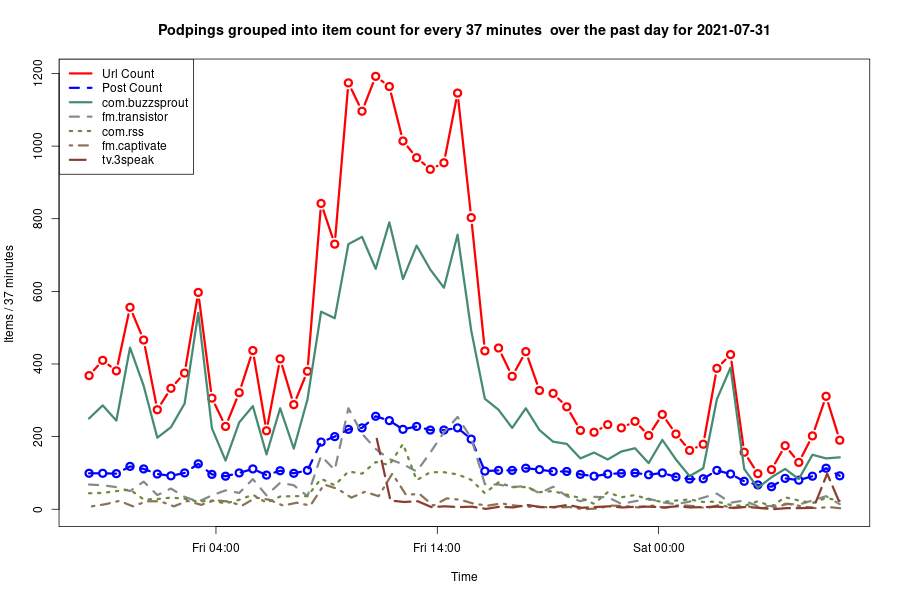 Podpings grouped into item count for every 37 minutes  over the past day for 2021-07-31
Url Count
Post Count
com.buzzsprout
fm.transistor
com.rss
fm.captivate
tv.3speak
Items / 37 minutes
1200
1000
800
600
400
200
0
Fri 04:00
Fri 14:00
Sat 00:00
Time